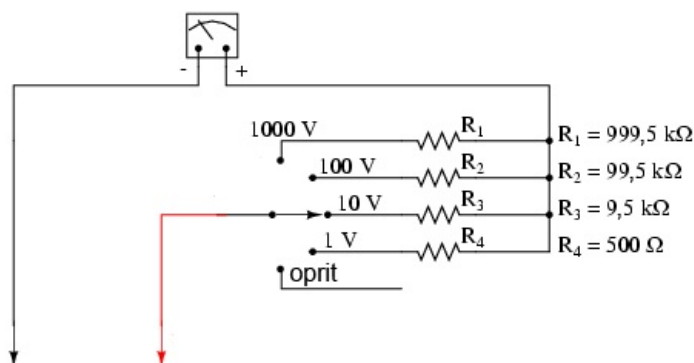 - +
1000 V R₁ R₁ = 999,5 kΩ
100 V R₂ R₂ = 99,5 kΩ
10 V R₃ R₃ = 9,5 kΩ
1 V R₄ R₄ = 500 Ω
oprit